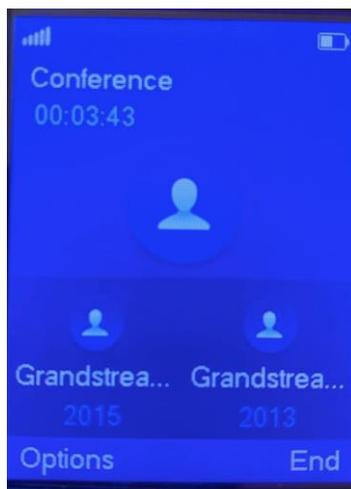 Conference
00:03:43
Grandstrea... Grandstrea...
2015 2013
Options End